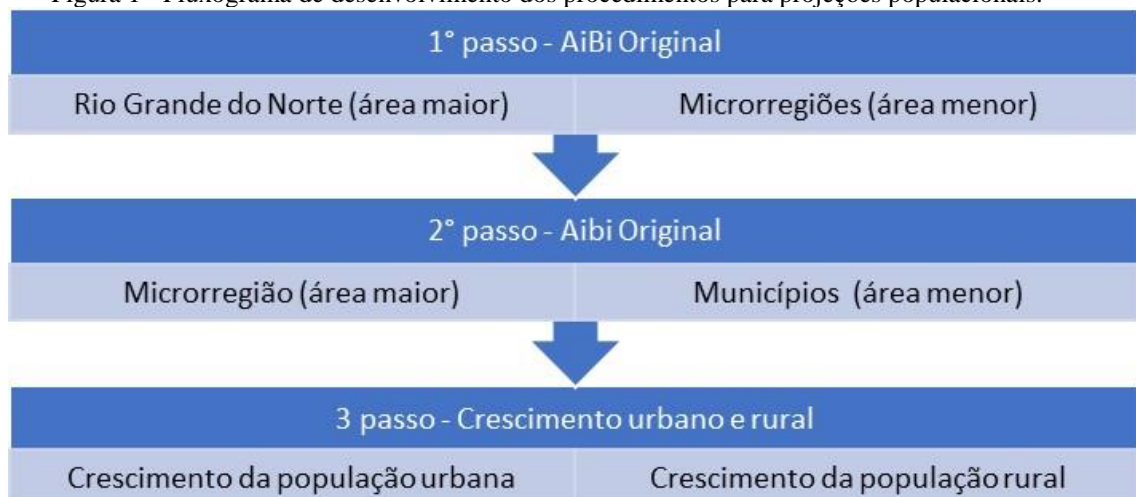 Figura 1 - Fluxograma de desenvolvimento dos procedimentos para projeções populacionais.
1° passo - AiBi Original
Rio Grande do Norte (área maior) Microrregiões (área menor)
2° passo - Aibi Original
Microrregião (área maior) Municípios (área menor)
3 passo - Crescimento urbano e rural
Crescimento da população urbana Crescimento da população rural